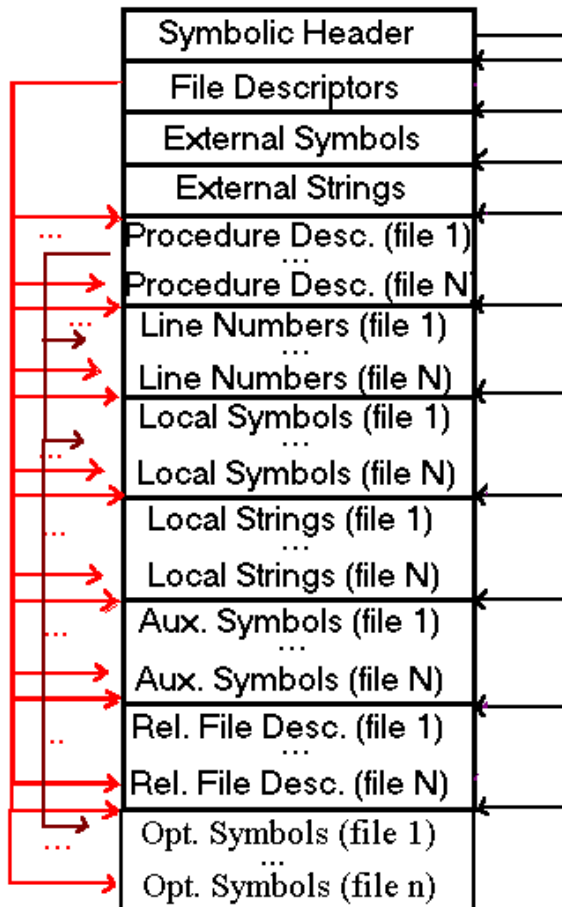 Symbolic Header
File Descriptors
External Symbols
External Strings
...
Procedure Desc. (file 1)
...
Procedure Desc. (file N)
...
Line Numbers (file 1)
...
Line Numbers (file N)
Local Symbols (file 1)
...
...
Local Symbols (file N)
Local Strings (file 1)
...
...
Local Strings (file N)
Aux. Symbols (file 1)
...
...
Aux. Symbols (file N)
Rel. File Desc. (file 1)
..
...
Rel. File Desc. (file N)
Opt. Symbols (file 1)
...
...
Opt. Symbols (file n)